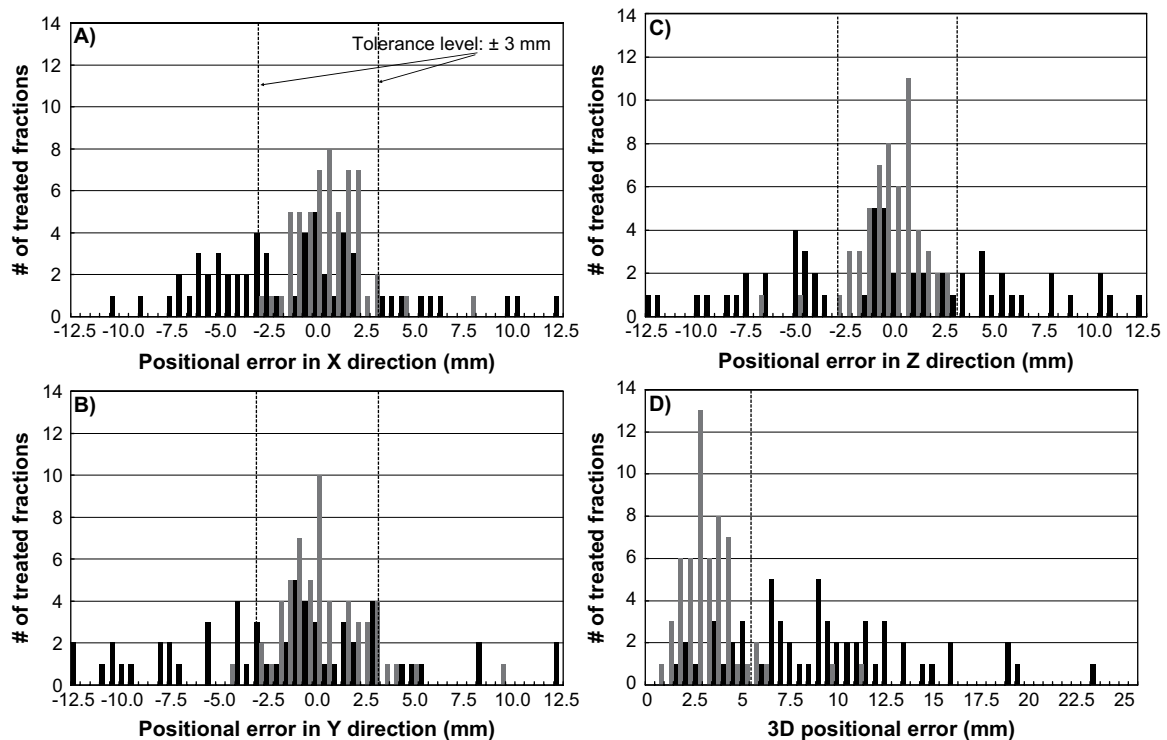 A)
Tolerance level: ± 3 mm
# of treated fractions
14
12
10
8
6
4
2
0
-12.5 -10.0 -7.5 -5.0 -2.5 0.0 2.5 5.0 7.5 10.0 12.5
Positional error in X direction (mm)
C)
# of treated fractions
14
12
10
8
6
4
2
0
-12.5 -10.0 -7.5 -5.0 -2.5 0.0 2.5 5.0 7.5 10.0 12.5
Positional error in Z direction (mm)
B)
# of treated fractions
14
12
10
8
6
4
2
0
-12.5 -10.0 -7.5 -5.0 -2.5 0.0 2.5 5.0 7.5 10.0 12.5
Positional error in Y direction (mm)
D)
# of treated fractions
14
12
10
8
6
4
2
0
0 2.5 5 7.5 10 12.5 15 17.5 20 22.5 25
3D positional error (mm)